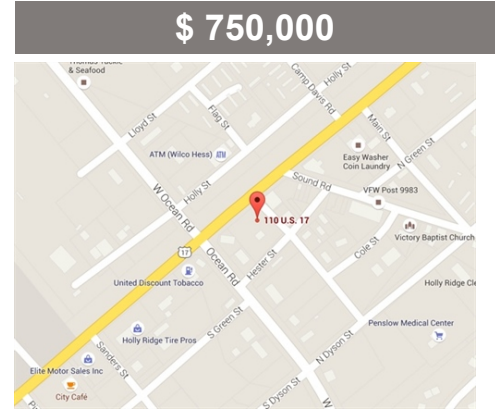 $ 750,000
& Seafood
Camp Davis Rd
Holly St
Lloyd St
Flag St
Main St
ATM (Wilco Hess)
ATM
Easy Washer
Coin Laundry
N Green St
Sound Rd
Holly St
VFW Post 9983
W Ocean Rd
110 U.S. 17
Victory Baptist Church
17
Ocean Rd
Cole St
Hester St
United Discount Tobacco
Holly Ridge
Penslow Medical Center
S Green St
Holly Ridge Tire Pros
N Dyson St
Sanders St
Elite Motor Sales Inc
City Café
S Dyson St
W